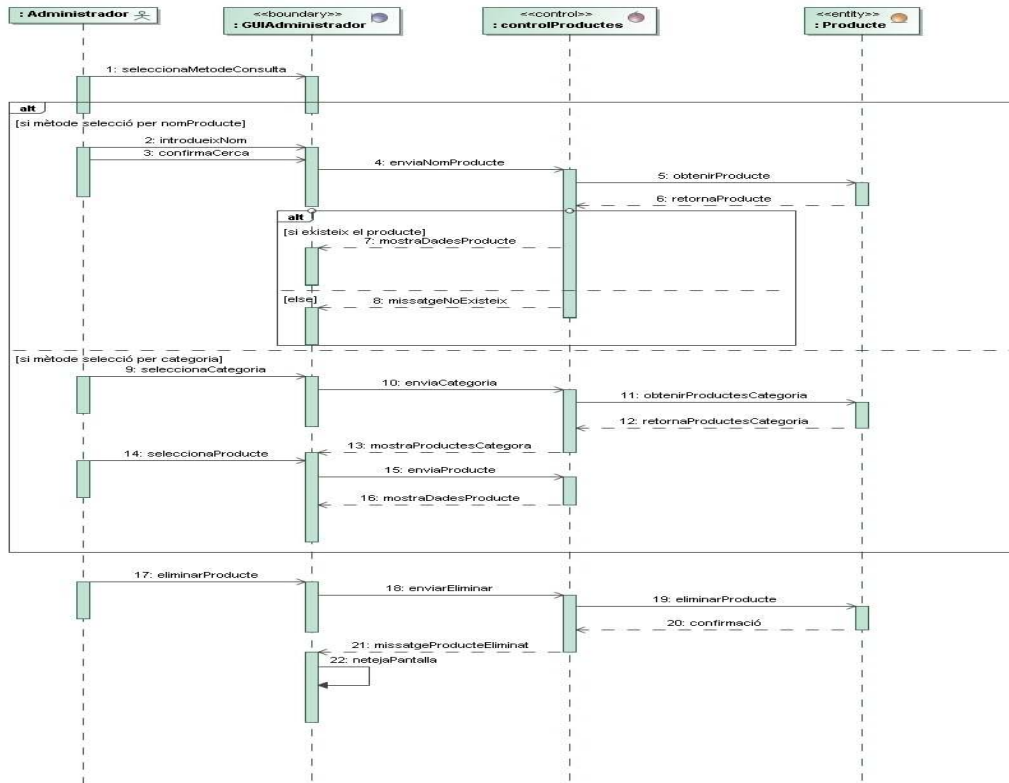 : Administrador
<<boundary>>
: GUIAdministrador
<<control>>
: controlProductes
<<entity>>
: Producte
1: seleccionaMetodeConsulta
alt
[si mètode selecció per nomProducte]
2: introdueixNom
3: confirmaCerca
4: enviaNomProducte
5: obtenirProducte
6: retornaProducte
alt
[si existeix el producte]
7: mostraDadesProducte
[else]
8: missatgeNoExisteix
[si mètode selecció per categoria]
9: seleccionaCategoria
10: enviaCategoria
11: obtenirProductesCategoria
12: retornaProductesCategoria
13: mostraProductesCategora
14: seleccionaProducte
15: enviaProducte
16: mostraDadesProducte
17: eliminarProducte
18: enviarEliminar
19: eliminarProducte
20: confirmació
21: missatgeProducteEliminat
22: netejaPantalla